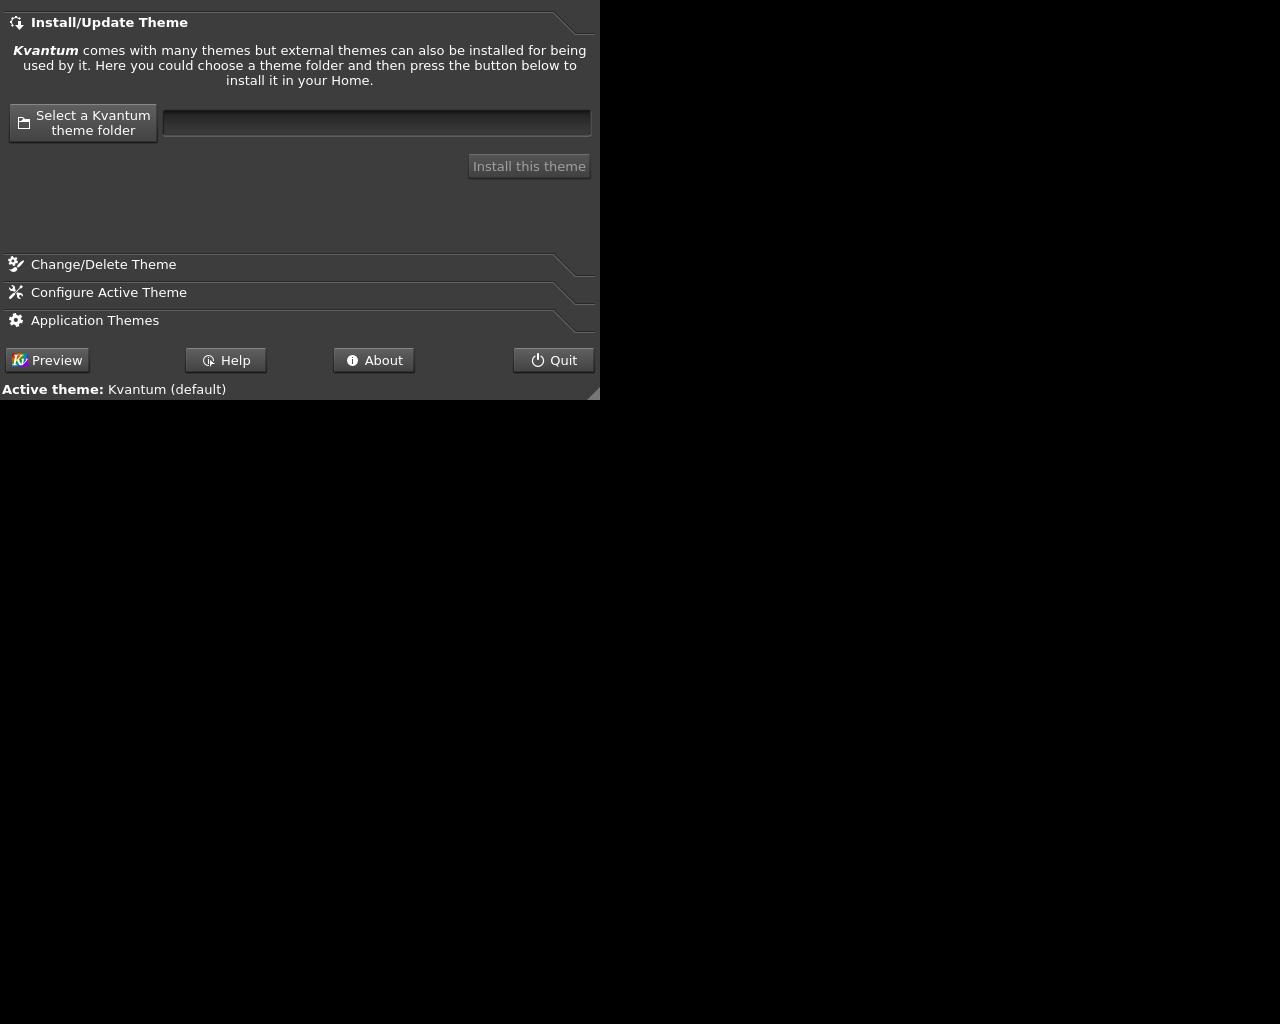 Install/Update Theme
Kvantum comes with many themes but external themes can also be installed for being
used by it. Here you could choose a theme folder and then press the button below to
install it in your Home.
Select a Kvantum
theme folder
Install this theme
Change/Delete Theme
Configure Active Theme
Application Themes
Preview
Help
About
Quit
Active theme: Kvantum (default)